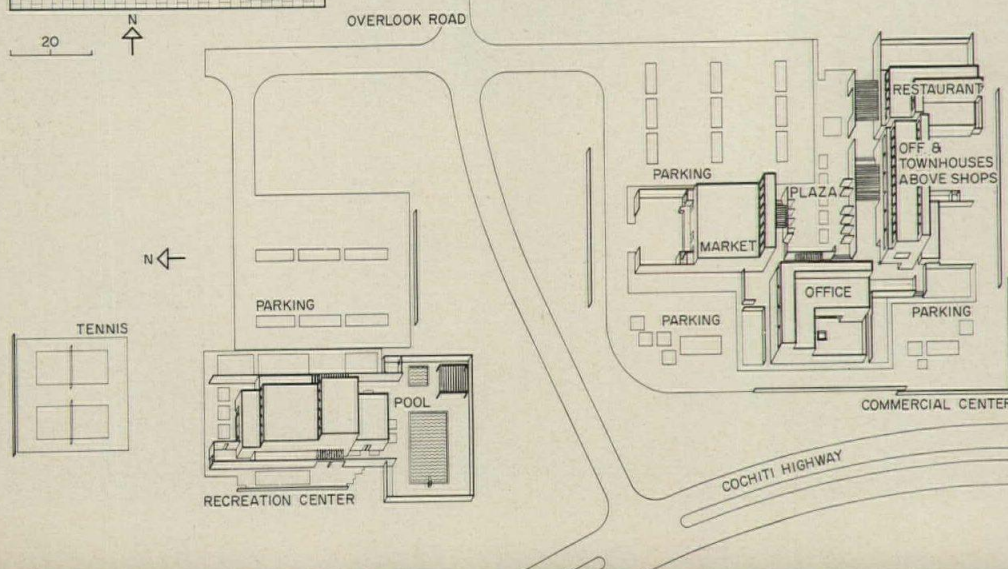 N
20
OVERLOOK ROAD
RESTAURANT
OFF. &
TOWNHOUSES
ABOVE SHOPS
PARKING
PLAZA
MARKET
N
OFFICE
PARKING
PARKING
PARKING
TENNIS
POOL
COMMERCIAL CENTER
COCHITI HIGHWAY
RECREATION CENTER